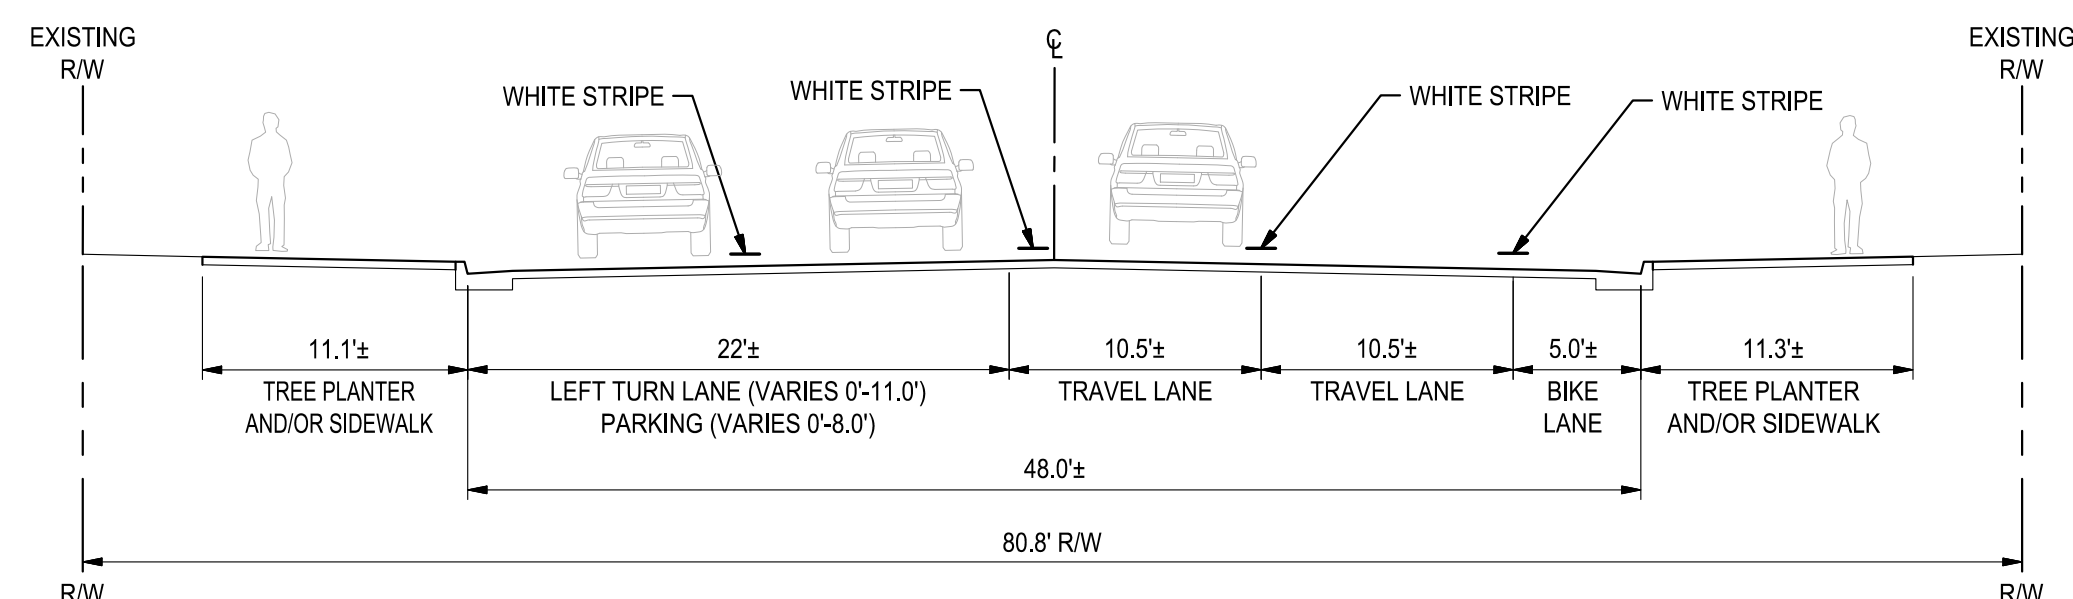 EXISTING
R/W
WHITE STRIPE
WHITE STRIPE
℄
WHITE STRIPE
WHITE STRIPE
EXISTING
R/W
11.1'±
22'±
10.5'±
10.5'±
5.0'±
11.3'±
TREE PLANTER
AND/OR SIDEWALK
LEFT TURN LANE (VARIES 0'-11.0')
PARKING (VARIES 0'-8.0')
TRAVEL LANE
TRAVEL LANE
BIKE
LANE
TREE PLANTER
AND/OR SIDEWALK
48.0'±
80.8' R/W
R/W
R/W